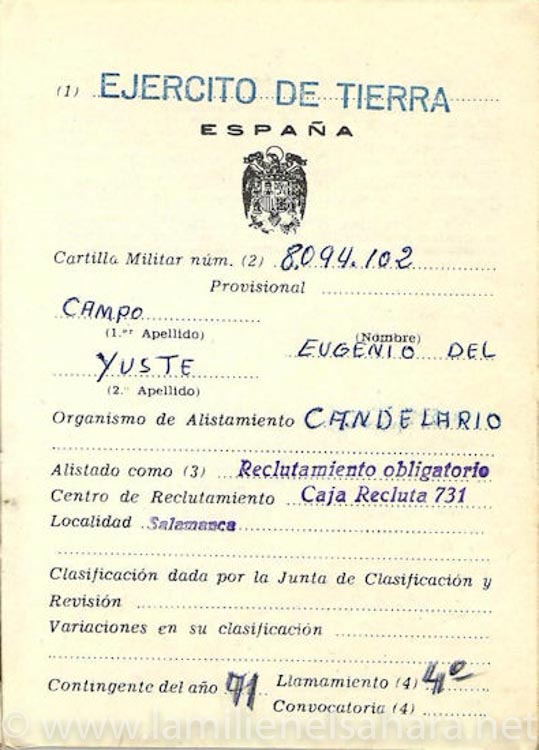 (1) EJERCITO DE TIERRA
ESPAÑA
Cartilla Militar núm. (2) 8.094.102
Provisional
CAMPO
(1.er Apellido)
(Nombre)
EUGENIO DEL
YUSTE
(2.º Apellido)
Organismo de Alistamiento CANDELARIO
Alistado como (3) Reclutamiento obligatorio
Centro de Reclutamiento Caja Recluta 731
Localidad Salamanca
Clasificación dada por la Junta de Clasificación y
Revisión
Variaciones en su clasificación
Contingente del año 71 Llamamiento (4) 4º
Convocatoria (4)
© www.lamilienelsahara.net